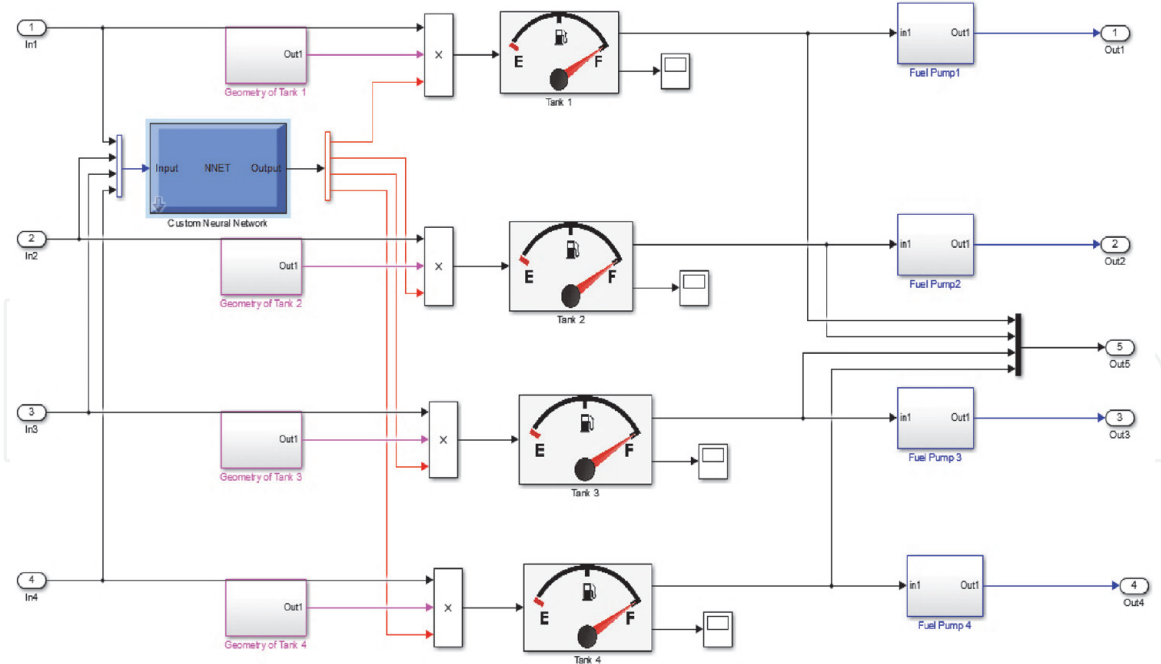 1
In1
Out1
Geometry of Tank 1
X
E
F
Tank 1
in1
Out1
Fuel Pump1
1
Out1
Input
NNET
Output
Custom Neural Network
2
In2
Out1
Geometry of Tank 2
X
E
F
Tank 2
in1
Out1
Fuel Pump2
2
Out2
5
Out5
3
In3
Out1
Geometry of Tank 3
X
E
F
Tank 3
in1
Out1
Fuel Pump 3
3
Out3
4
In4
Out1
Geometry of Tank 4
X
E
F
Tank 4
in1
Out1
Fuel Pump 4
4
Out4